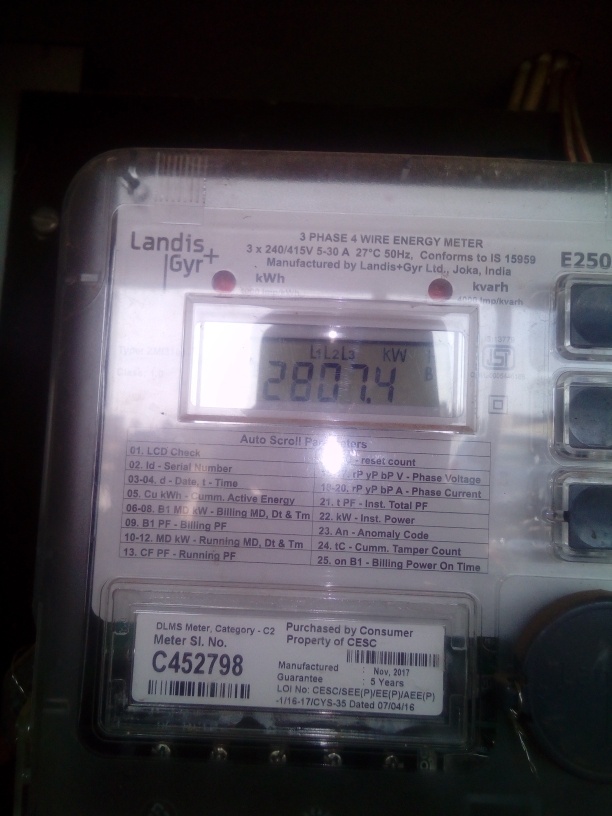 3 PHASE 4 WIRE ENERGY METER
3 x 240/415V 5-30 A 27°C 50Hz, Conforms to IS 15959
Manufactured by Landis+Gyr Ltd., Joka, India
Landis
Gyr+
E250
kWh
kvarh
imp/kvarh
L1L2L3 kW
2807.4
B
ISI
Auto Scroll Parameters
01. LCD Check
02. Id - Serial Number
03-04. d - Date, t - Time
05. Cu kWh - Cumm. Active Energy
06-08. B1 MD kW - Billing MD, Dt & Tm
09. B1 PF - Billing PF
10-12. MD kW - Running MD, Dt & Tm
13. CF PF - Running PF
reset count
rP yP bP V - Phase Voltage
18-20. rP yP bP A - Phase Current
21. t PF - Inst. Total PF
22. kW - Inst. Power
23. An - Anomaly Code
24. tC - Cumm. Tamper Count
25. on B1 - Billing Power On Time
DLMS Meter, Category - C2
Meter Sl. No.
C452798
Purchased by Consumer
Property of CESC
Manufactured : Nov, 2017
Guarantee : 5 Years
LOI No: CESC/SEE(P)/EE(P)/AEE(P)
-1/16-17/CYS-35 Dated 07/04/16